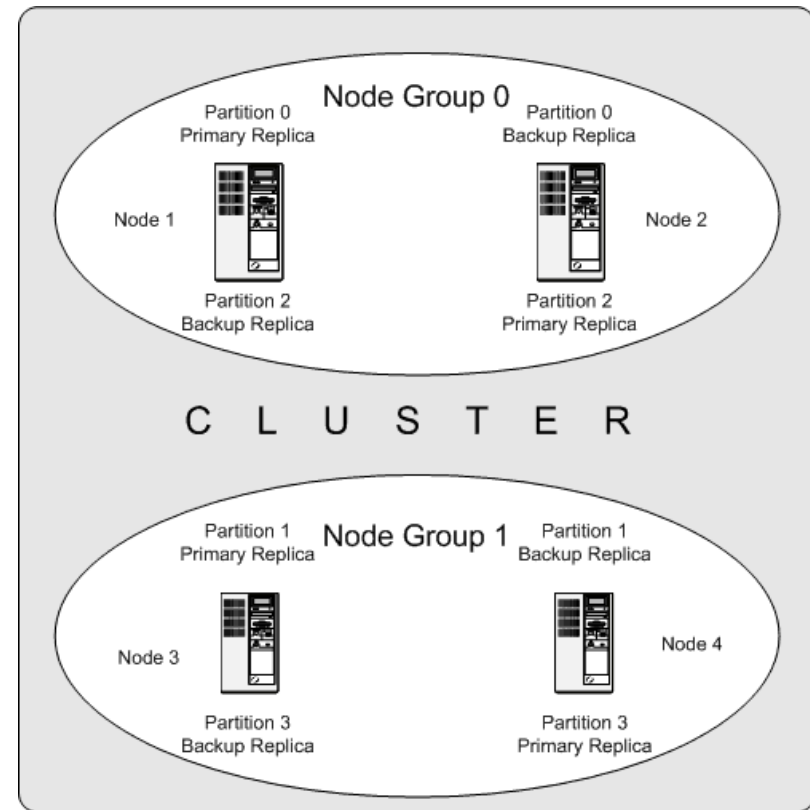 Node Group 0
Partition 0
Primary Replica
Partition 0
Backup Replica
Node 1
Node 2
Partition 2
Backup Replica
Partition 2
Primary Replica
C L U S T E R
Node Group 1
Partition 1
Primary Replica
Partition 1
Backup Replica
Node 3
Node 4
Partition 3
Backup Replica
Partition 3
Primary Replica